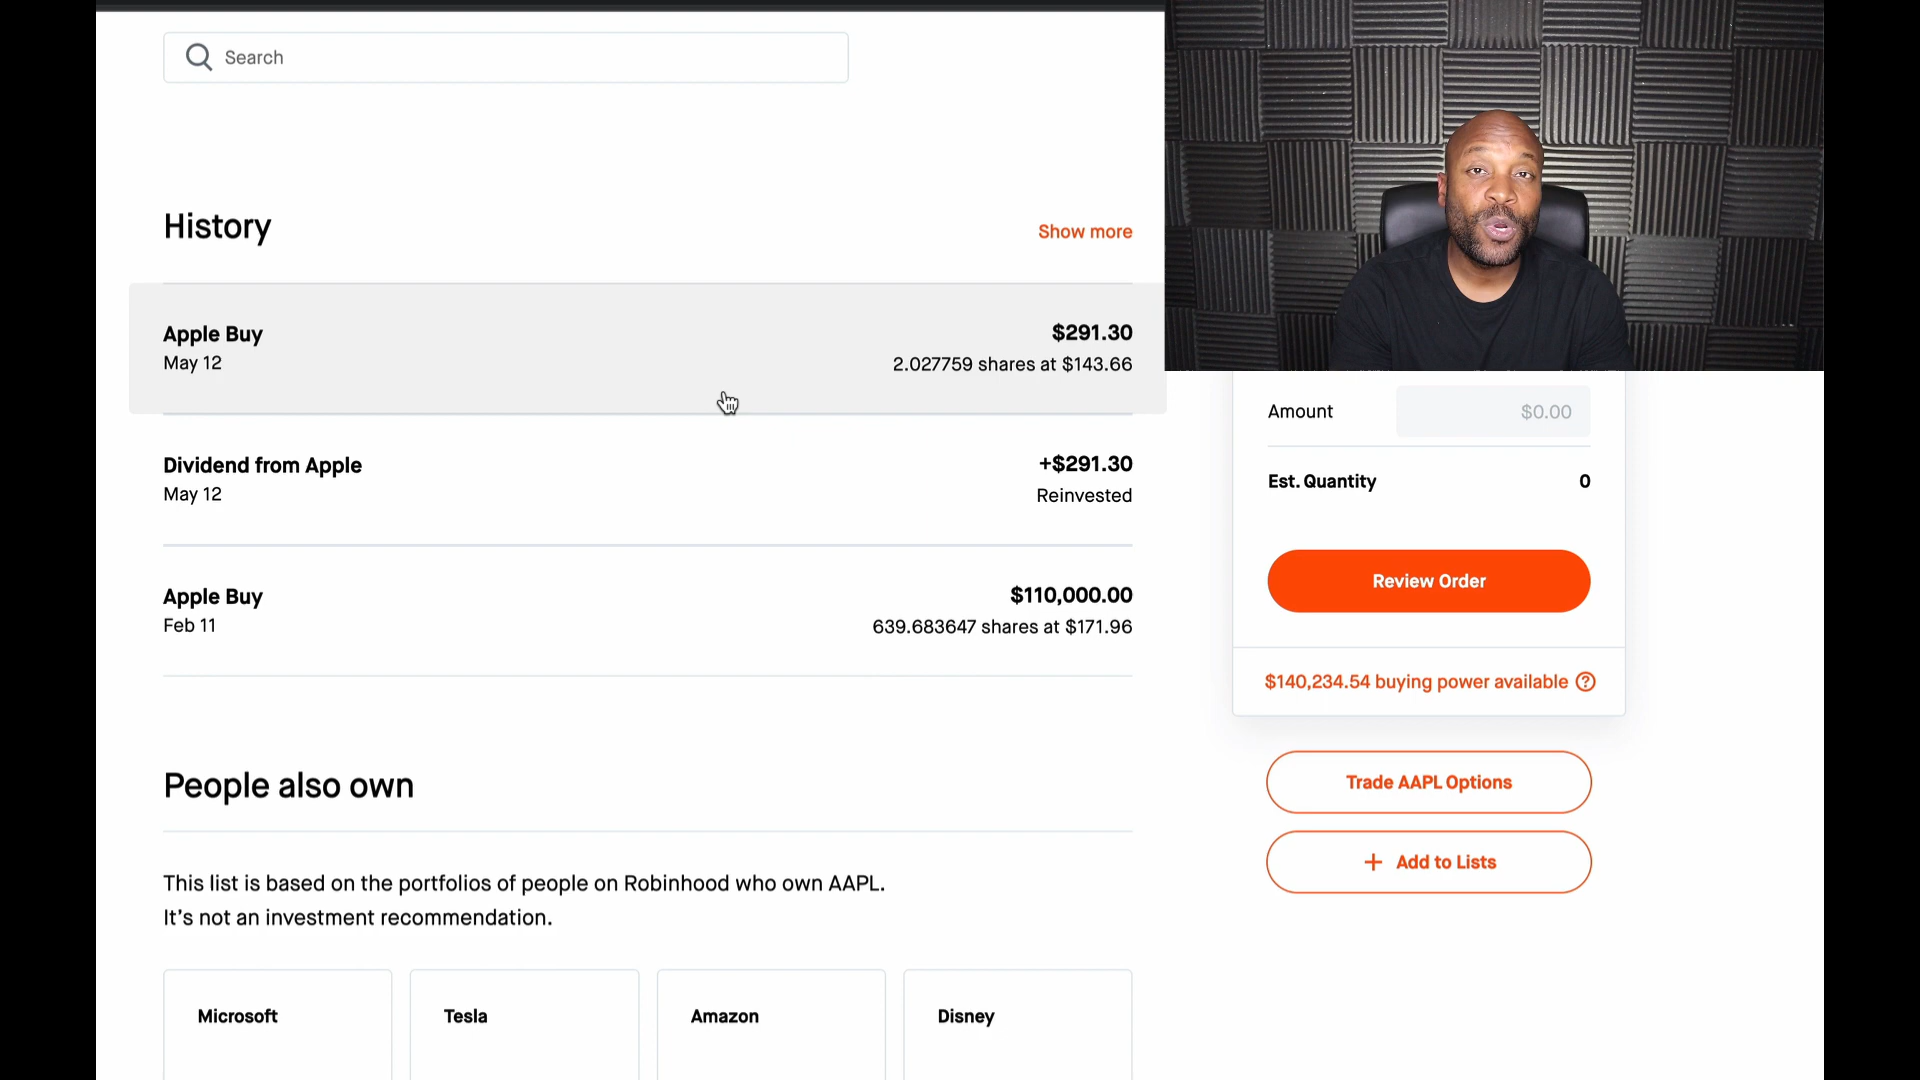 Search
History
Show more
Apple Buy
$291.30
May 12
2.027759 shares at $143.66
Dividend from Apple
+$291.30
May 12
Reinvested
Apple Buy
$110,000.00
Feb 11
639.683647 shares at $171.96
People also own
This list is based on the portfolios of people on Robinhood who own AAPL.
It's not an investment recommendation.
Microsoft
Tesla
Amazon
Disney
Amount
$0.00
Est. Quantity
0
Review Order
$140,234.54 buying power available ?
Trade AAPL Options
+ Add to Lists